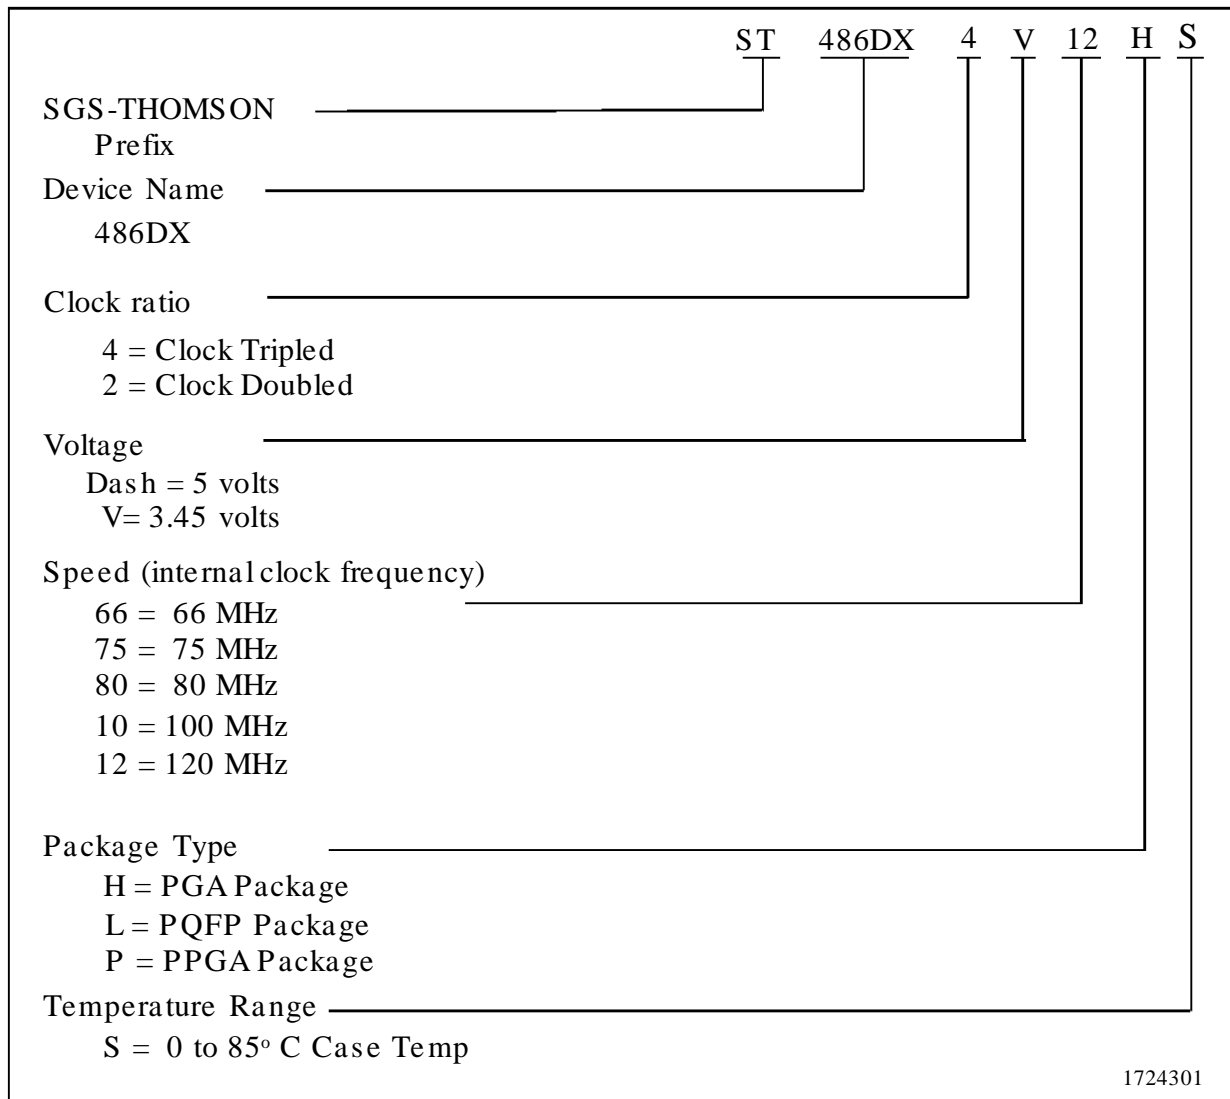 ST 486DX 4 V 12 H S
SGS-THOMSON
Prefix
Device Name
486DX
Clock ratio
4 = Clock Tripled
2 = Clock Doubled
Voltage
Dash = 5 volts
V= 3.45 volts
Speed (internal clock frequency)
66 = 66 MHz
75 = 75 MHz
80 = 80 MHz
10 = 100 MHz
12 = 120 MHz
Package Type
H = PGA Package
L = PQFP Package
P = PPGA Package
Temperature Range
S = 0 to 85° C Case Temp
1724301